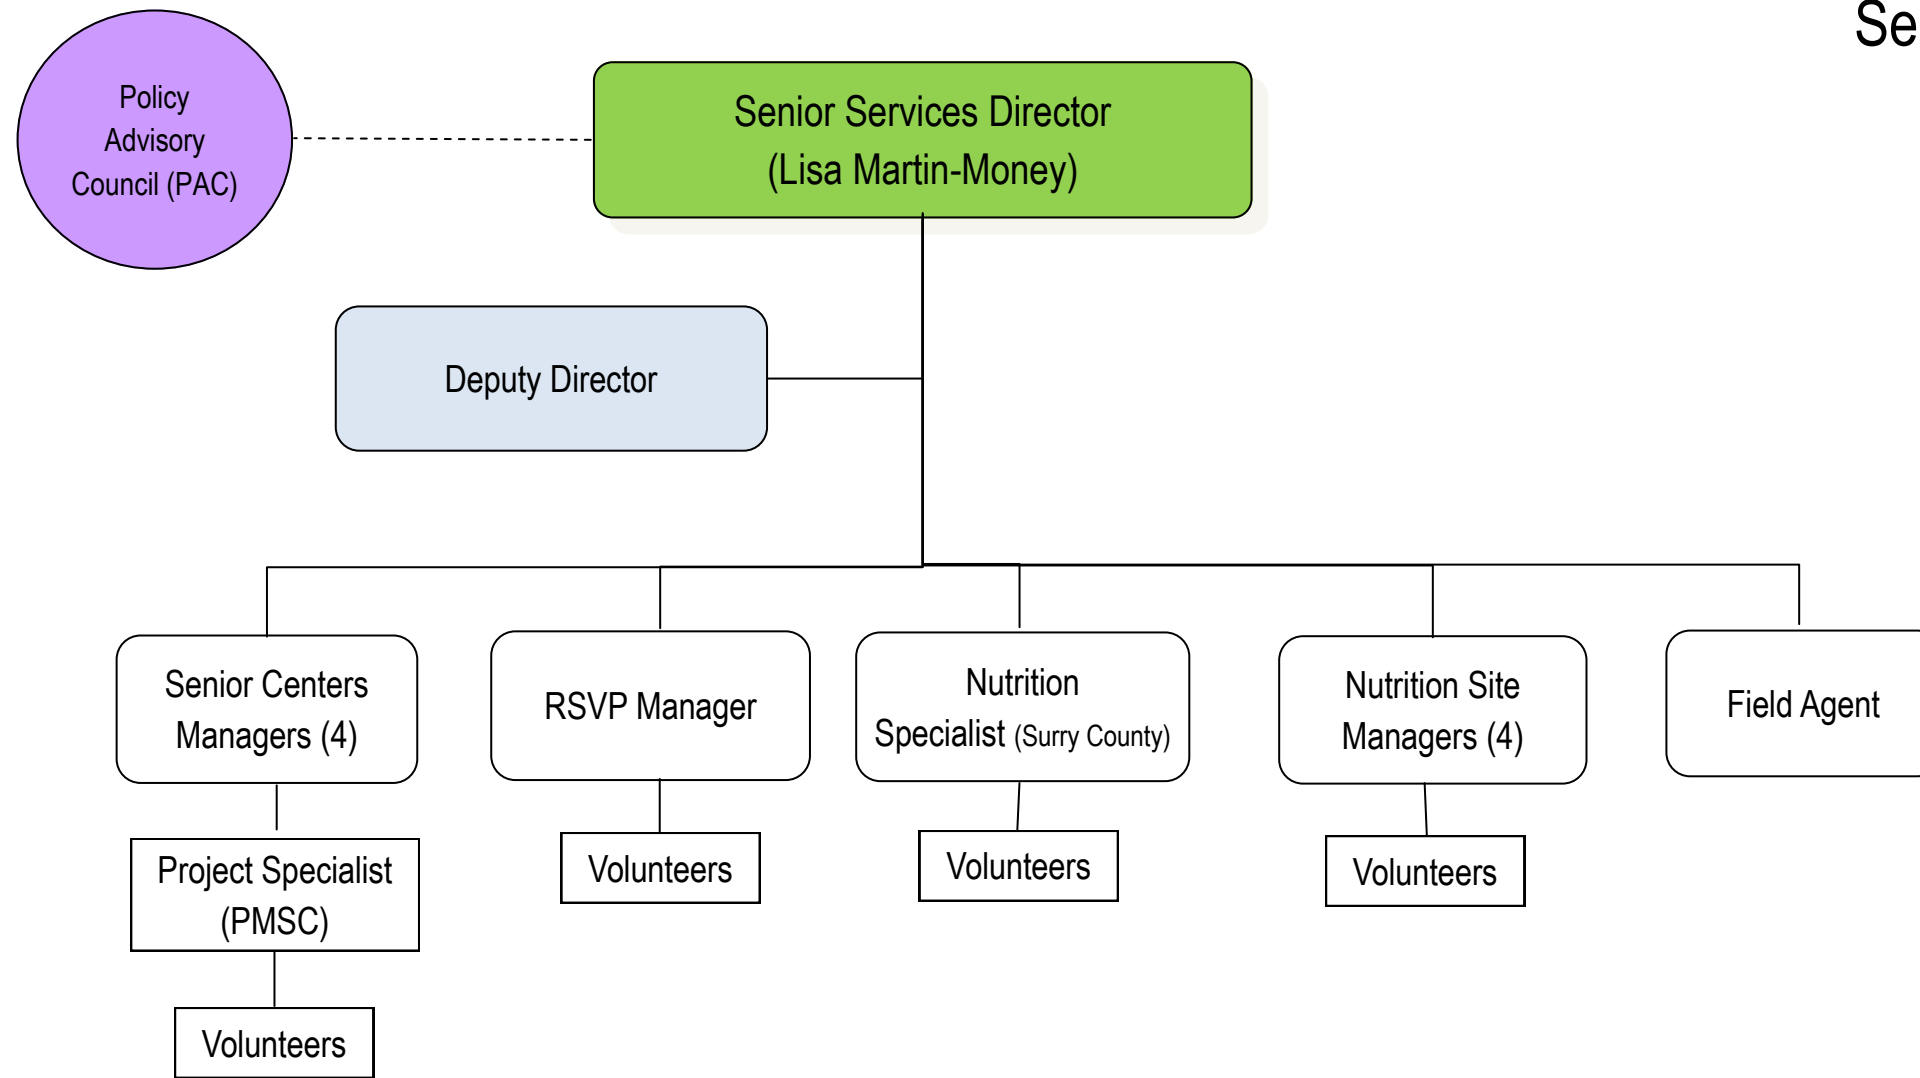 Se
Policy
Advisory
Council (PAC)
Senior Services Director
(Lisa Martin-Money)
Deputy Director
Senior Centers
Managers (4)
RSVP Manager
Nutrition
Specialist (Surry County)
Nutrition Site
Managers (4)
Field Agent
Project Specialist
(PMSC)
Volunteers
Volunteers
Volunteers
Volunteers